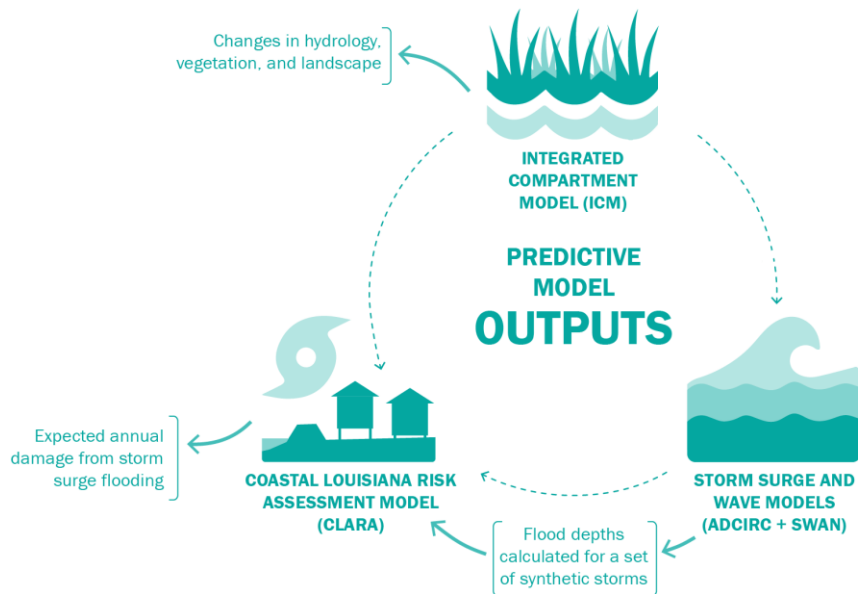 Changes in hydrology,
vegetation, and landscape
INTEGRATED
COMPARTMENT
MODEL (ICM)
PREDICTIVE
MODEL
OUTPUTS
Expected annual
damage from storm
surge flooding
COASTAL LOUISIANA RISK
ASSESSMENT MODEL
(CLARA)
STORM SURGE AND
WAVE MODELS
(ADCIRC + SWAN)
Flood depths
calculated for a set
of synthetic storms